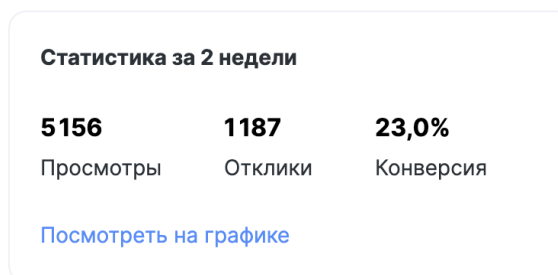 Статистика за 2 недели
5156 1187 23,0%
Просмотры Отклики Конверсия
Посмотреть на графике